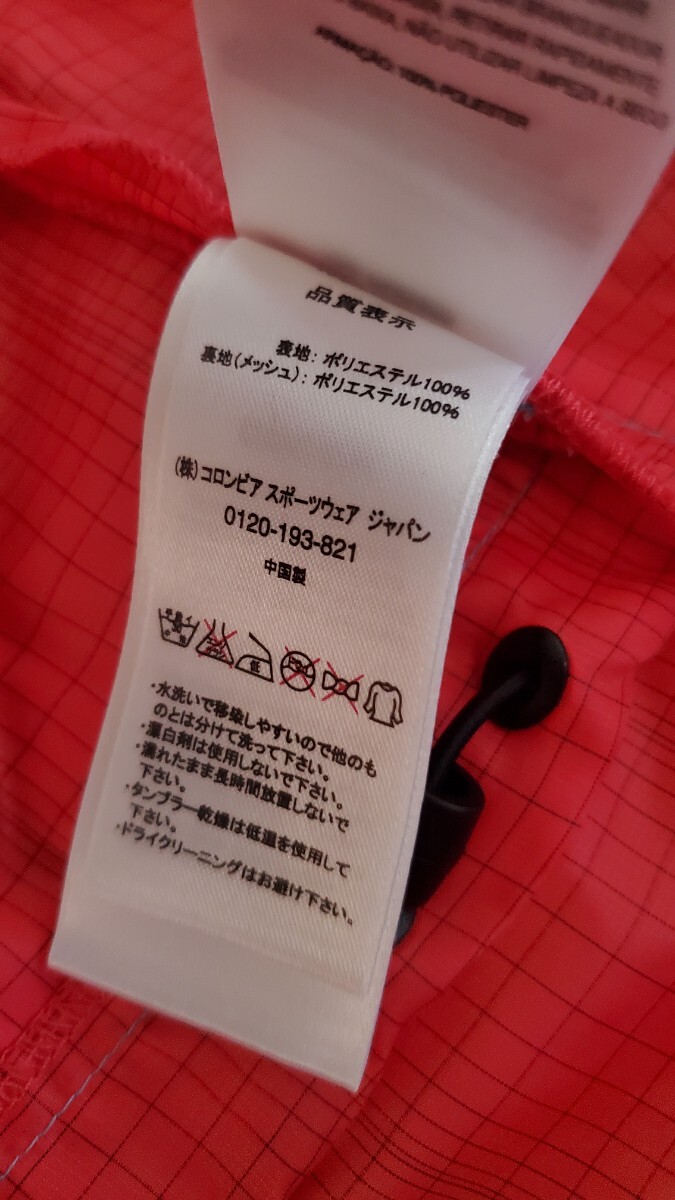 FRANÇÃO: 100% POLIESTER
品質表示
表地: ポリエステル100%
裏地(メッシュ): ポリエステル100%
(株)コロンビア スポーツウェア ジャパン
0120-193-821
中国製
低
・水洗いで移染しやすいので他のも
のとは分けて洗って下さい。
・漂白剤は使用しないで下さい。
・濡れたまま長時間放置しないで
下さい。
・タンブラー乾燥は低温を使用して
下さい。
・ドライクリーニングはお避け下さい。